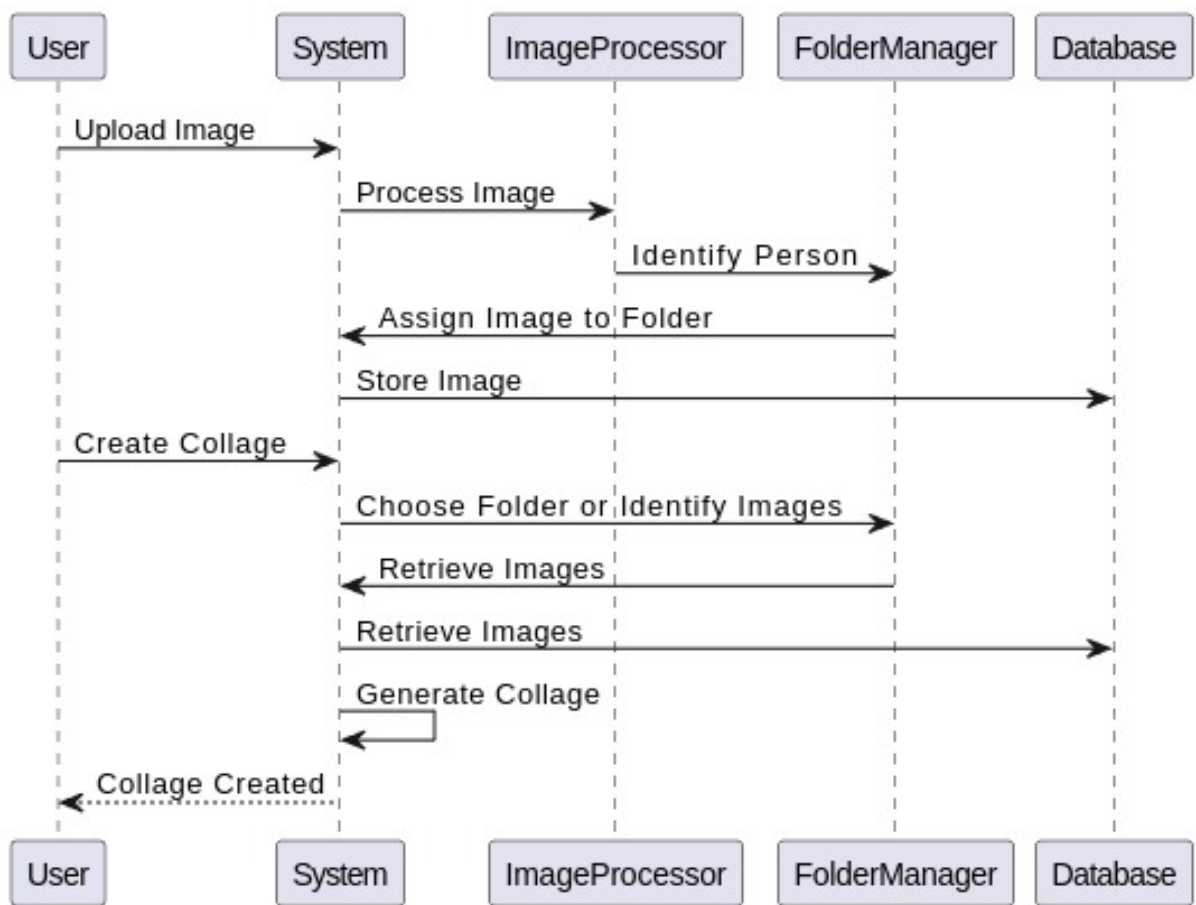 User System ImageProcessor FolderManager Database
Upload Image
Process Image
Identify Person
Assign Image to Folder
Store Image
Create Collage
Choose Folder or Identify Images
Retrieve Images
Retrieve Images
Generate Collage
Collage Created
User System ImageProcessor FolderManager Database